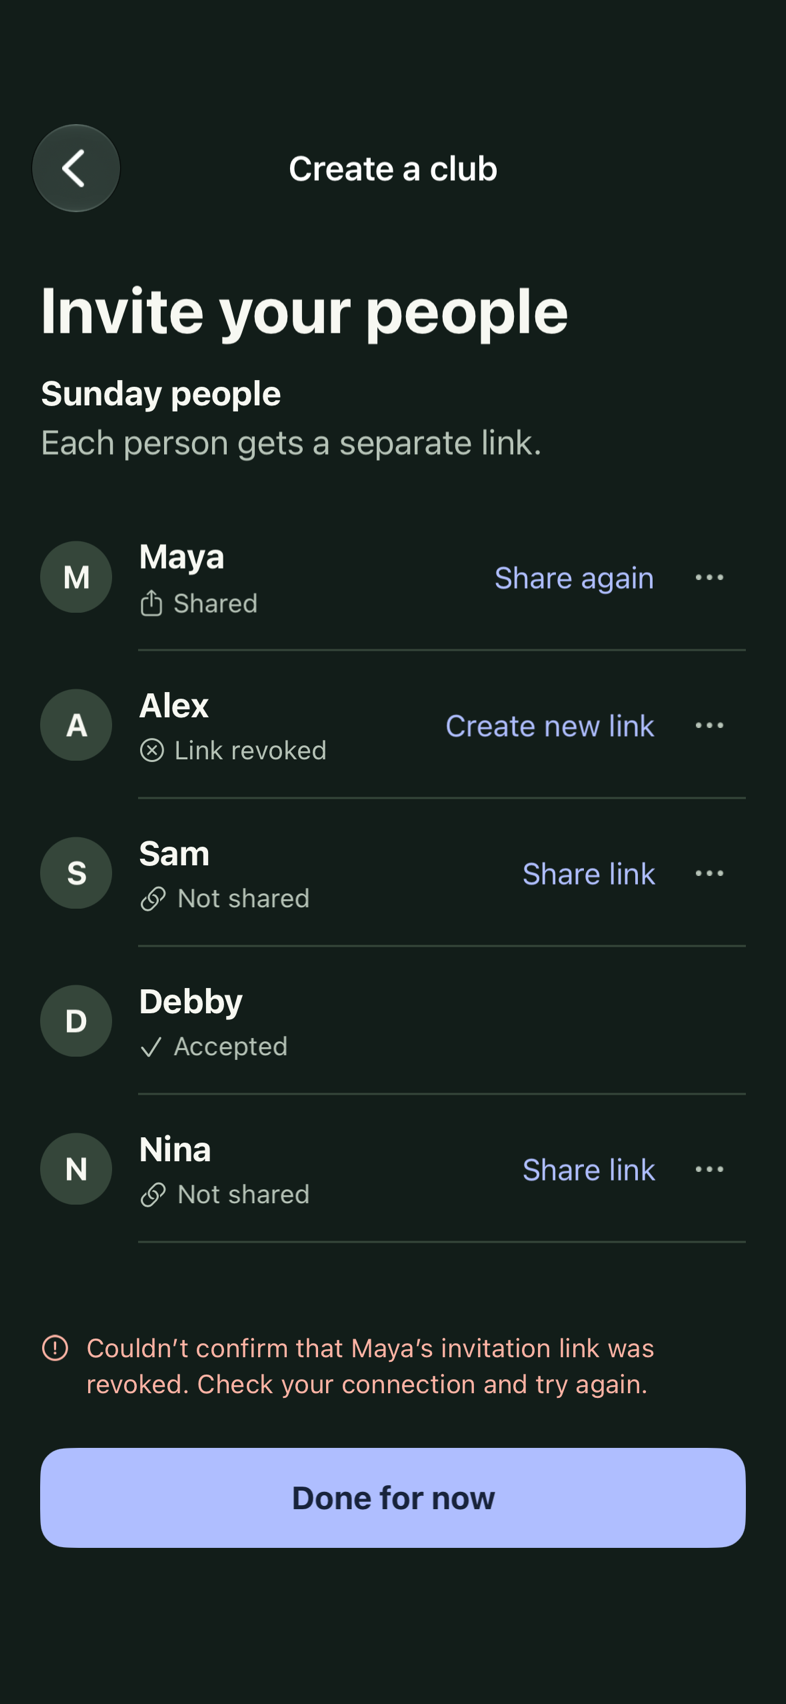 Create a club
Invite your people
Sunday people
Each person gets a separate link.
M
Maya
Shared
Share again
A
Alex
Link revoked
Create new link
S
Sam
Not shared
Share link
D
Debby
Accepted
N
Nina
Not shared
Share link
Couldn’t confirm that Maya’s invitation link was
revoked. Check your connection and try again.
Done for now